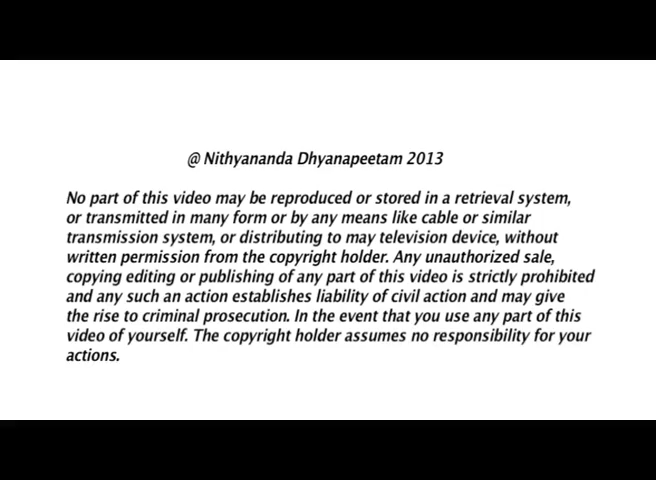 @ Nithyananda Dhyanapeetam 2013
No part of this video may be reproduced or stored in a retrieval system,
or transmitted in many form or by any means like cable or similar
transmission system, or distributing to may television device, without
written permission from the copyright holder. Any unauthorized sale,
copying editing or publishing of any part of this video is strictly prohibited
and any such an action establishes liability of civil action and may give
the rise to criminal prosecution. In the event that you use any part of this
video of yourself. The copyright holder assumes no responsibility for your
actions.